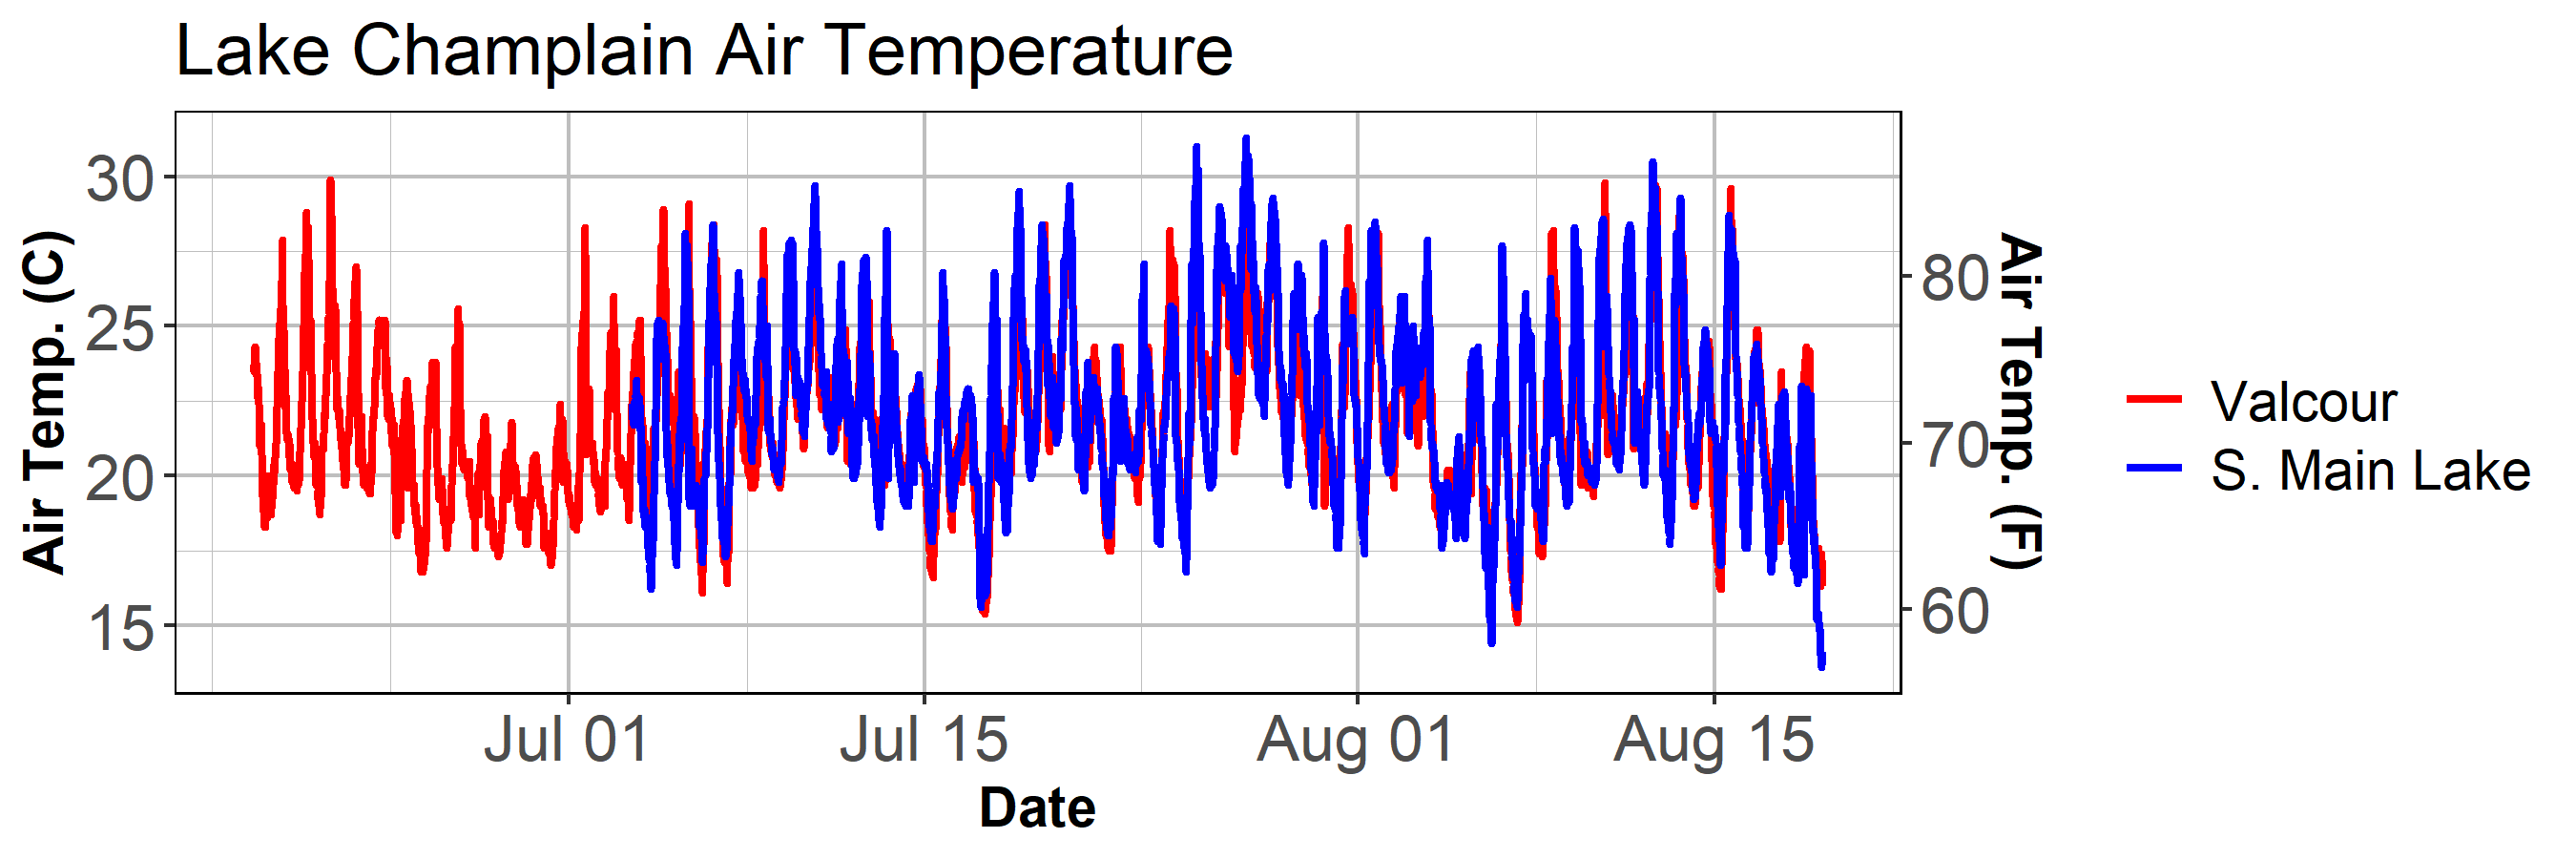 Lake Champlain Air Temperature
Air Temp. (C)
30
25
20
15
80
70
60
Air Temp. (F)
Jul 01
Jul 15
Aug 01
Aug 15
Date
Valcour
S. Main Lake